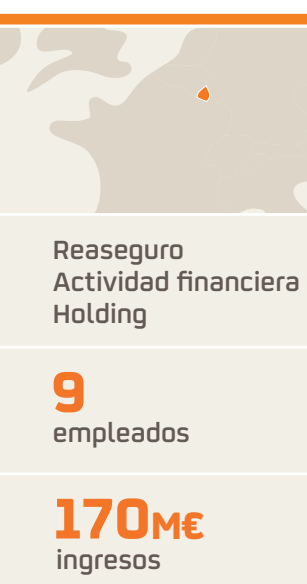 Reaseguro
Actividad financiera
Holding
9
empleados
170M€
ingresos